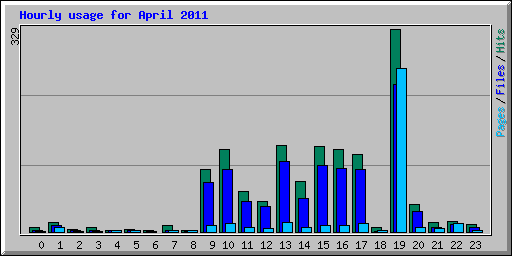 Hourly usage for April 2011
329
Pages/Files/Hits
0 1 2 3 4 5 6 7 8 9 10 11 12 13 14 15 16 17 18 19 20 21 22 23